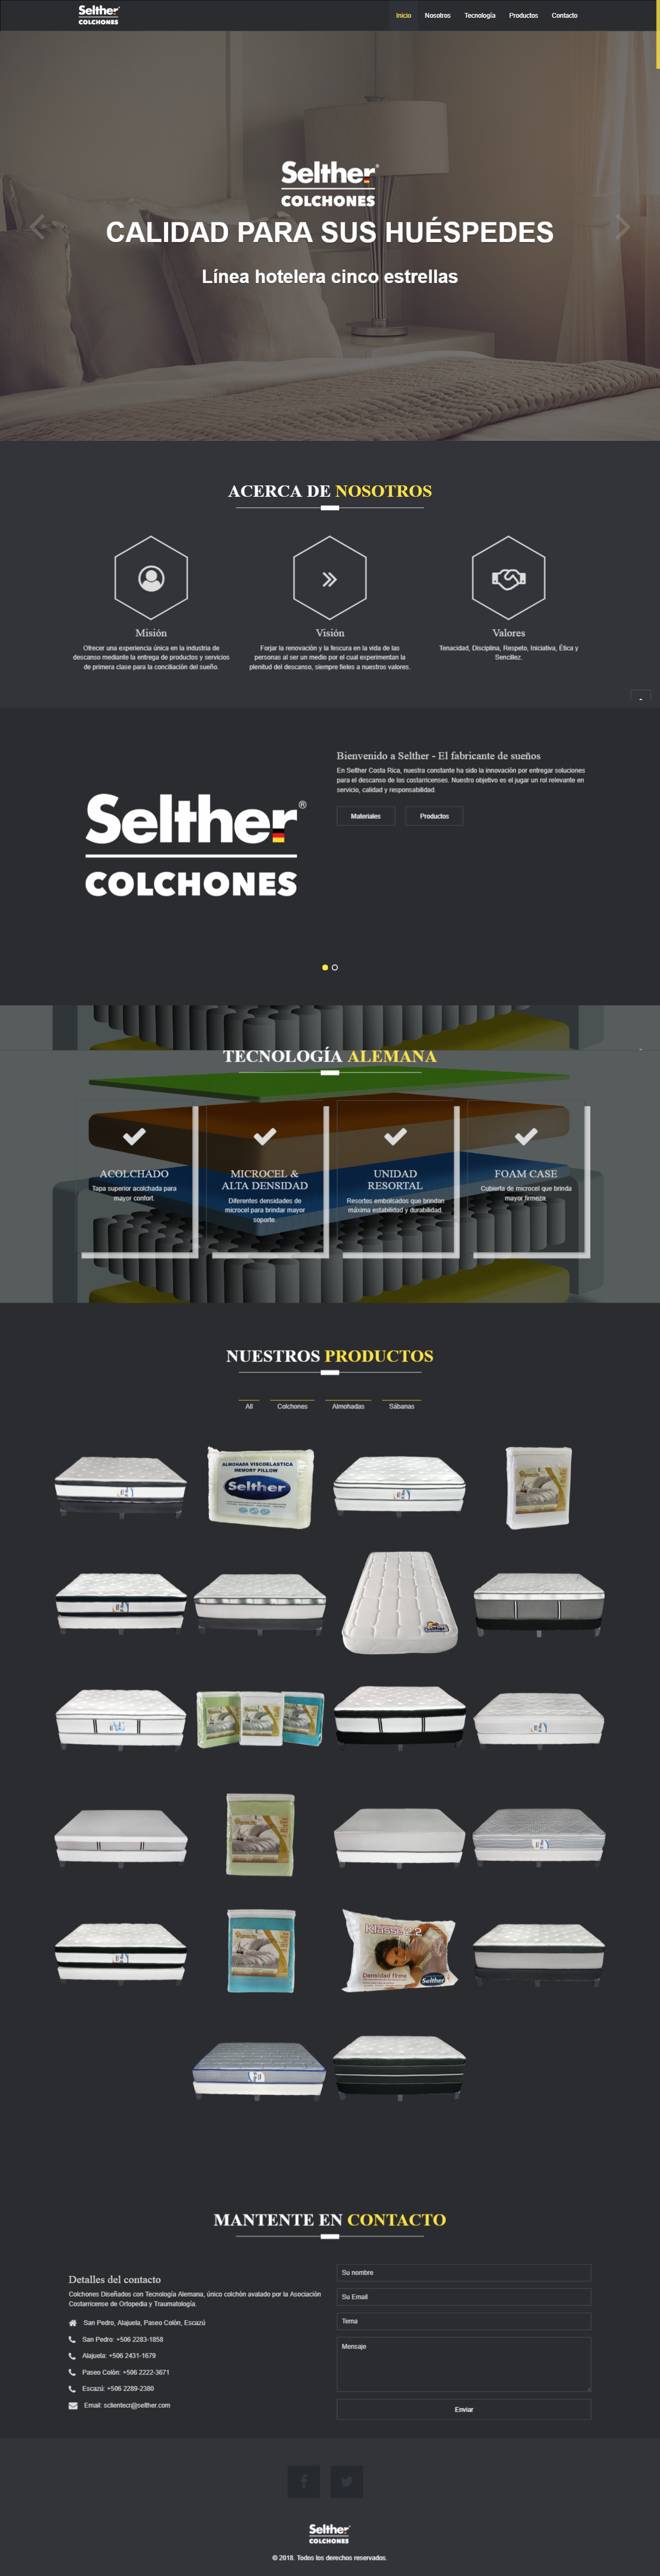 Selther
COLCHONES
Inicio Nosotros Tecnología Productos Contacto
Selther
COLCHONES
CALIDAD PARA SUS HUÉSPEDES
Línea hotelera cinco estrellas
ACERCA DE NOSOTROS
Misión
Ofrecer una experiencia única en la industria de
descanso mediante la entrega de productos y servicios
de primera clase para la conciliación del sueño.
Visión
Forjar la renovación y la fescura en la vida de las
personas al ser un medio por el cual experimentan la
plenitud del descanso, siempre fieles a nuestros valores.
Valores
Tenacidad, Disciplina, Respeto, Iniciativa, Ética y
Sencillez.
Selther®
COLCHONES
Bienvenido a Selther - El fabricante de sueños
En Selther Costa Rica, nuestra constante ha sido la innovación por entregar soluciones
para el descanso de los costarricenses. Nuestro objetivo es el jugar un rol relevante en
servicio, calidad y responsabilidad.
Materiales Productos
TECNOLOGÍA ALEMANA
ACOLCHADO
Tapa superior acolchada para
mayor confort.
MICROCEL &
ALTA DENSIDAD
Diferentes densidades de
microcel para brindar mayor
soporte.
UNIDAD
RESORTAL
Resortes embolsados que brindan
máxima estabilidad y durabilidad.
FOAM CASE
Cubierta de microcel que brinda
mayor firmeza.
NUESTROS PRODUCTOS
All Colchones Almohadas Sábanas
ALMOHADA VISCOELASTICA
MEMORY PILLOW
Selther
Selther
Klasse 22
Densidad firme
Selther
MANTENTE EN CONTACTO
Detalles del contacto
Colchones Diseñados con Tecnología Alemana, único colchón avalado por la Asociación
Costarricense de Ortopedia y Traumatología.
San Pedro, Alajuela, Paseo Colón, Escazú
San Pedro: +506 2283-1858
Alajuela: +506 2431-1679
Paseo Colón: +506 2222-3671
Escazú: +506 2289-2380
Email: sclientecr@selther.com
Su nombre
Su Email
Tema
Mensaje
Enviar
Selther
COLCHONES
© 2018. Todos los derechos reservados.